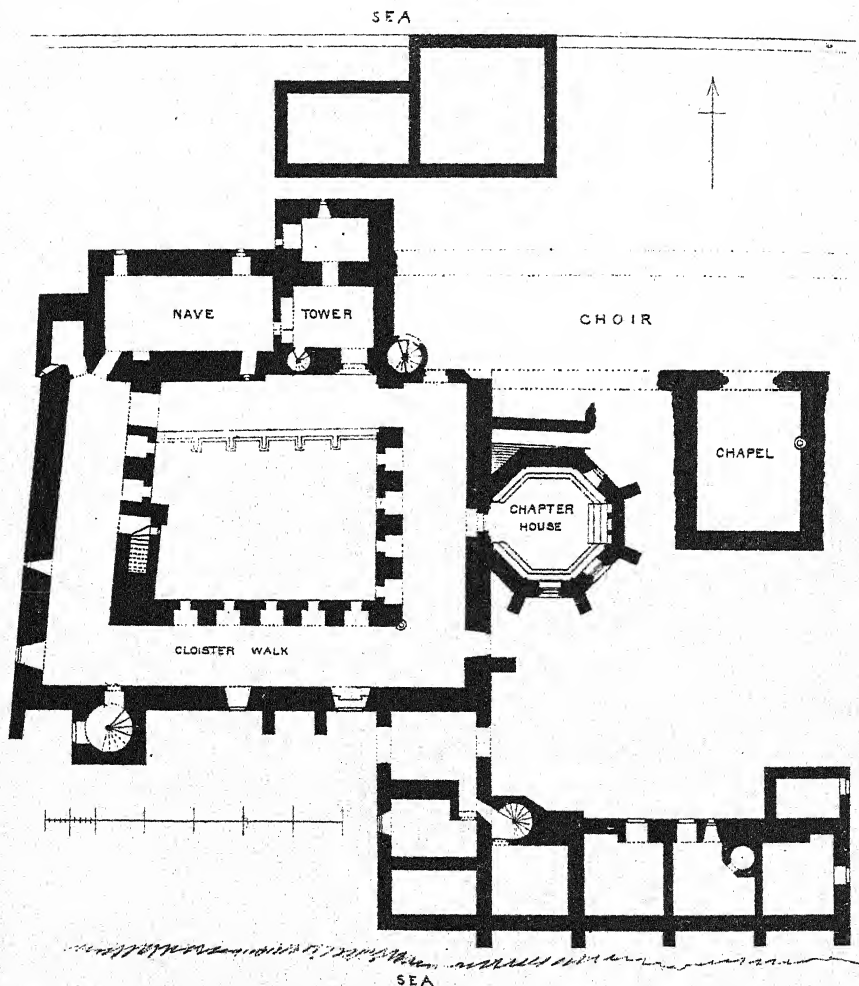 SEA
NAVE
TOWER
CHOIR
CHAPEL
CHAPTER
HOUSE
CLOISTER WALK
SEA